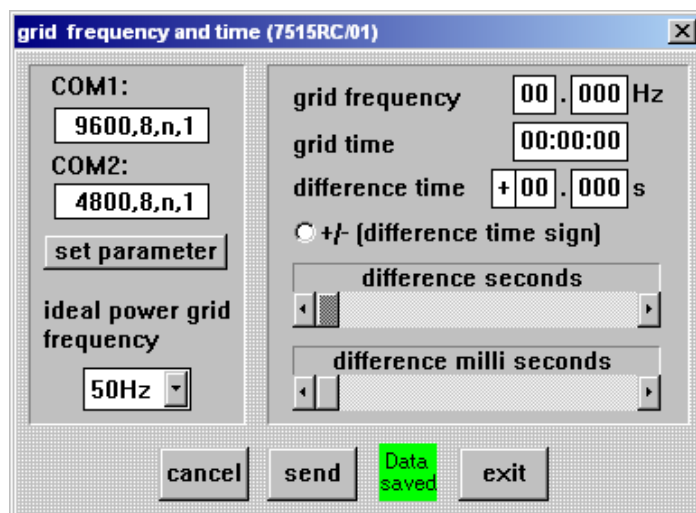 grid frequency and time (7515RC/01)
COM1:
9600,8,n,1
COM2:
4800,8,n,1
set parameter
ideal power grid
frequency
50Hz
grid frequency 00 . 000 Hz
grid time 00:00:00
difference time + 00 . 000 s
+/- (difference time sign)
difference seconds
difference milli seconds
cancel
send
Data
saved
exit